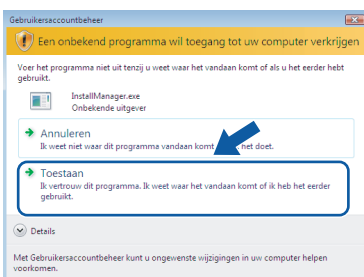 Gebruikersaccountbeheer
Een onbekend programma wil toegang tot uw computer verkrijgen
Voer het programma niet uit tenzij u weet waar het vandaan komt of als u het eerder hebt
gebruikt.
InstallManager.exe
Onbekende uitgever
Annuleren
Ik weet niet waar dit programma vandaan komt het doet.
Toestaan
Ik vertrouw dit programma. Ik weet waar het vandaan komt of ik heb het eerder
gebruikt.
Details
Met Gebruikersaccountbeheer kunt u ongewenste wijzigingen in uw computer helpen
voorkomen.